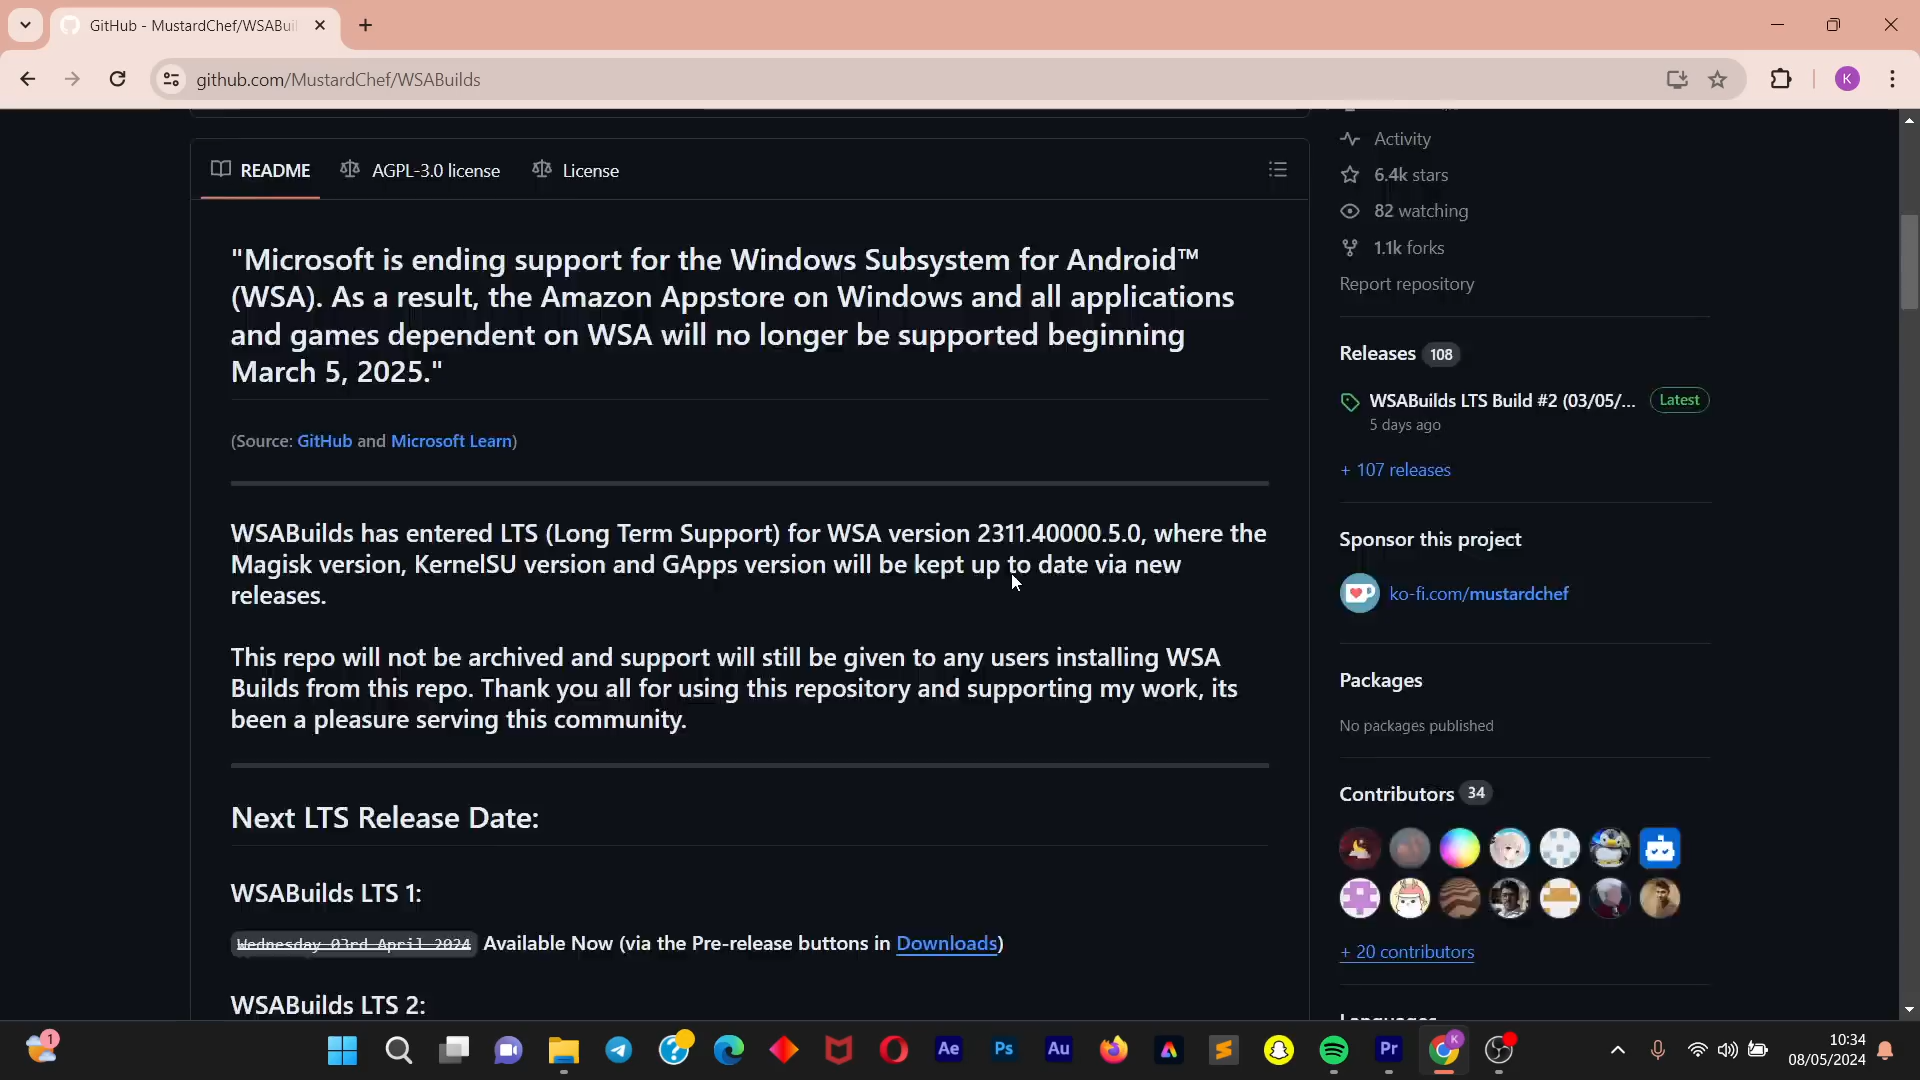 GitHub - MustardChef/WSABuil
github.com/MustardChef/WSABuilds
K
README
AGPL-3.0 license
License
"Microsoft is ending support for the Windows Subsystem for Android™
(WSA). As a result, the Amazon Appstore on Windows and all applications
and games dependent on WSA will no longer be supported beginning
March 5, 2025."
(Source: GitHub and Microsoft Learn)
WSABuilds has entered LTS (Long Term Support) for WSA version 2311.40000.5.0, where the
Magisk version, KernelSU version and GApps version will be kept up to date via new
releases.
This repo will not be archived and support will still be given to any users installing WSA
Builds from this repo. Thank you all for using this repository and supporting my work, its
been a pleasure serving this community.
Next LTS Release Date:
WSABuilds LTS 1:
Wednesday 03rd April 2024 Available Now (via the Pre-release buttons in Downloads)
WSABuilds LTS 2:
Activity
6.4k stars
82 watching
1.1k forks
Report repository
Releases 108
WSABuilds LTS Build #2 (03/05/... Latest
5 days ago
+ 107 releases
Sponsor this project
ko-fi.com/mustardchef
Packages
No packages published
Contributors 34
+ 20 contributors
Languages
1
Ae
Ps
Au
Pr
K
10:34
08/05/2024